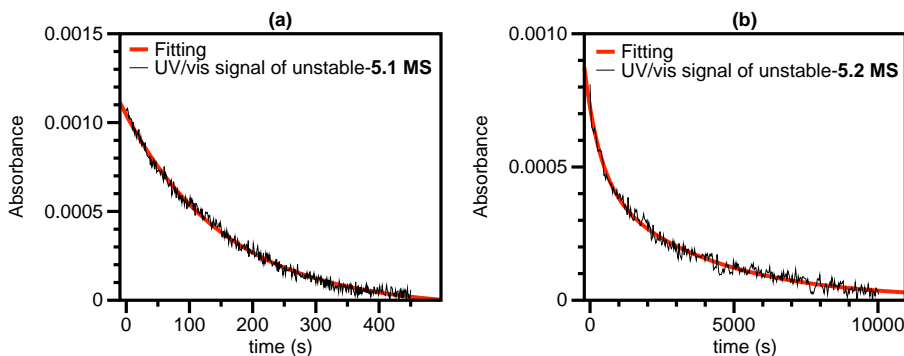 (a)
0.0015
Fitting
UV/vis signal of unstable-5.1 MS
0.0010
Absorbance
0.0005
0
0 100 200 300 400
time (s)
(b)
0.0010
Fitting
UV/vis signal of unstable-5.2 MS
Absorbance
0.0005
0
0 5000 10000
time (s)